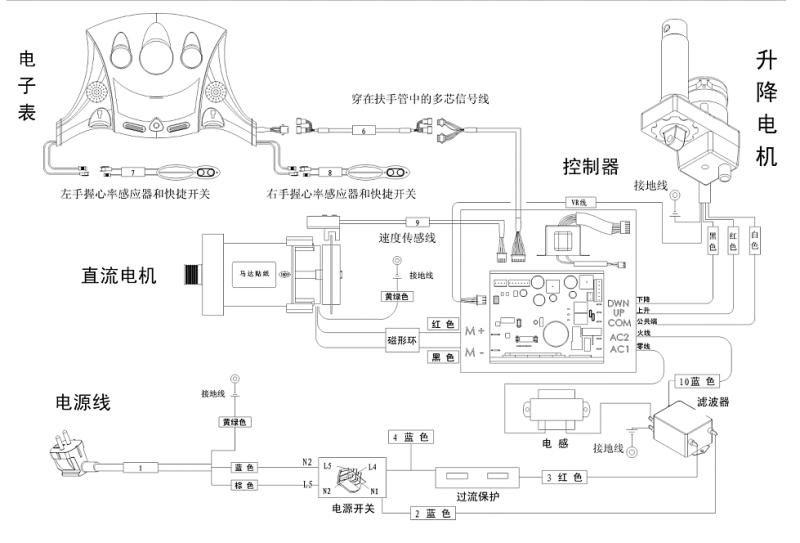 电子表
升降电机
穿在扶手管中的多芯信号线
6
7
8
左手握心率感应器和快捷开关
右手握心率感应器和快捷开关
控制器
接地线
VR线
9
速度传感线
黑色
红色
白色
直流电机
马达贴纸
接地线
黄绿色
红色
M+
磁形环
黑色
M-
DWN
下降
UP
上升
COM
公共端
AC2
火线
AC1
零线
10 蓝色
滤波器
电感
接地线
电源线
接地线
黄绿色
1
蓝色
N2
棕色
L5
L5
L4
N2
N1
电源开关
4 蓝色
过流保护
3 红色
2 蓝色